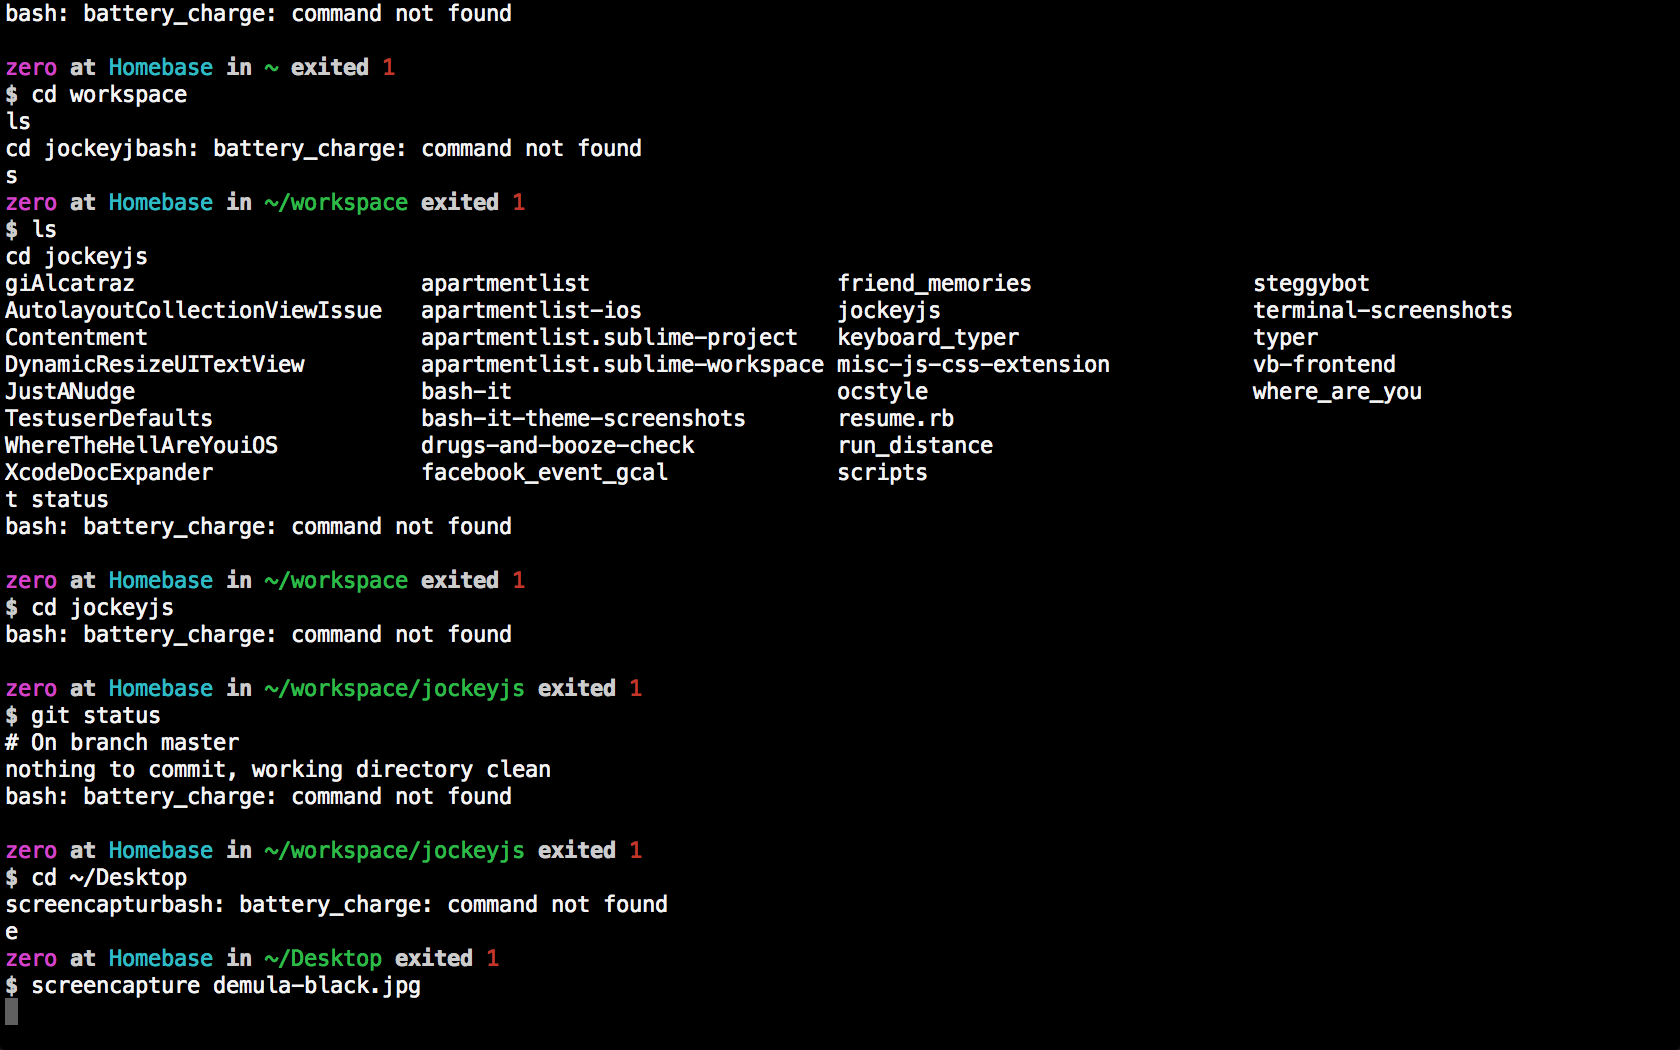 bash: battery_charge: command not found
zero at Homebase in ~ exited 1
$ cd workspace
ls
cd jockeyjbash: battery_charge: command not found
s
zero at Homebase in ~/workspace exited 1
$ ls
cd jockeyjs
giAlcatraz apartmentlist friend_memories steggybot
AutolayoutCollectionViewIssue apartmentlist-ios jockeyjs terminal-screenshots
Contentment apartmentlist.sublime-project keyboard_typer typer
DynamicResizeUITextView apartmentlist.sublime-workspace misc-js-css-extension vb-frontend
JustANudge bash-it ocstyle where_are_you
TestuserDefaults bash-it-theme-screenshots resume.rb
WhereTheHellAreYouiOS drugs-and-booze-check run_distance
XcodeDocExpander facebook_event_gcal scripts
t status
bash: battery_charge: command not found
zero at Homebase in ~/workspace exited 1
$ cd jockeyjs
bash: battery_charge: command not found
zero at Homebase in ~/workspace/jockeyjs exited 1
$ git status
# On branch master
nothing to commit, working directory clean
bash: battery_charge: command not found
zero at Homebase in ~/workspace/jockeyjs exited 1
$ cd ~/Desktop
screencapturbash: battery_charge: command not found
e
zero at Homebase in ~/Desktop exited 1
$ screencapture demula-black.jpg